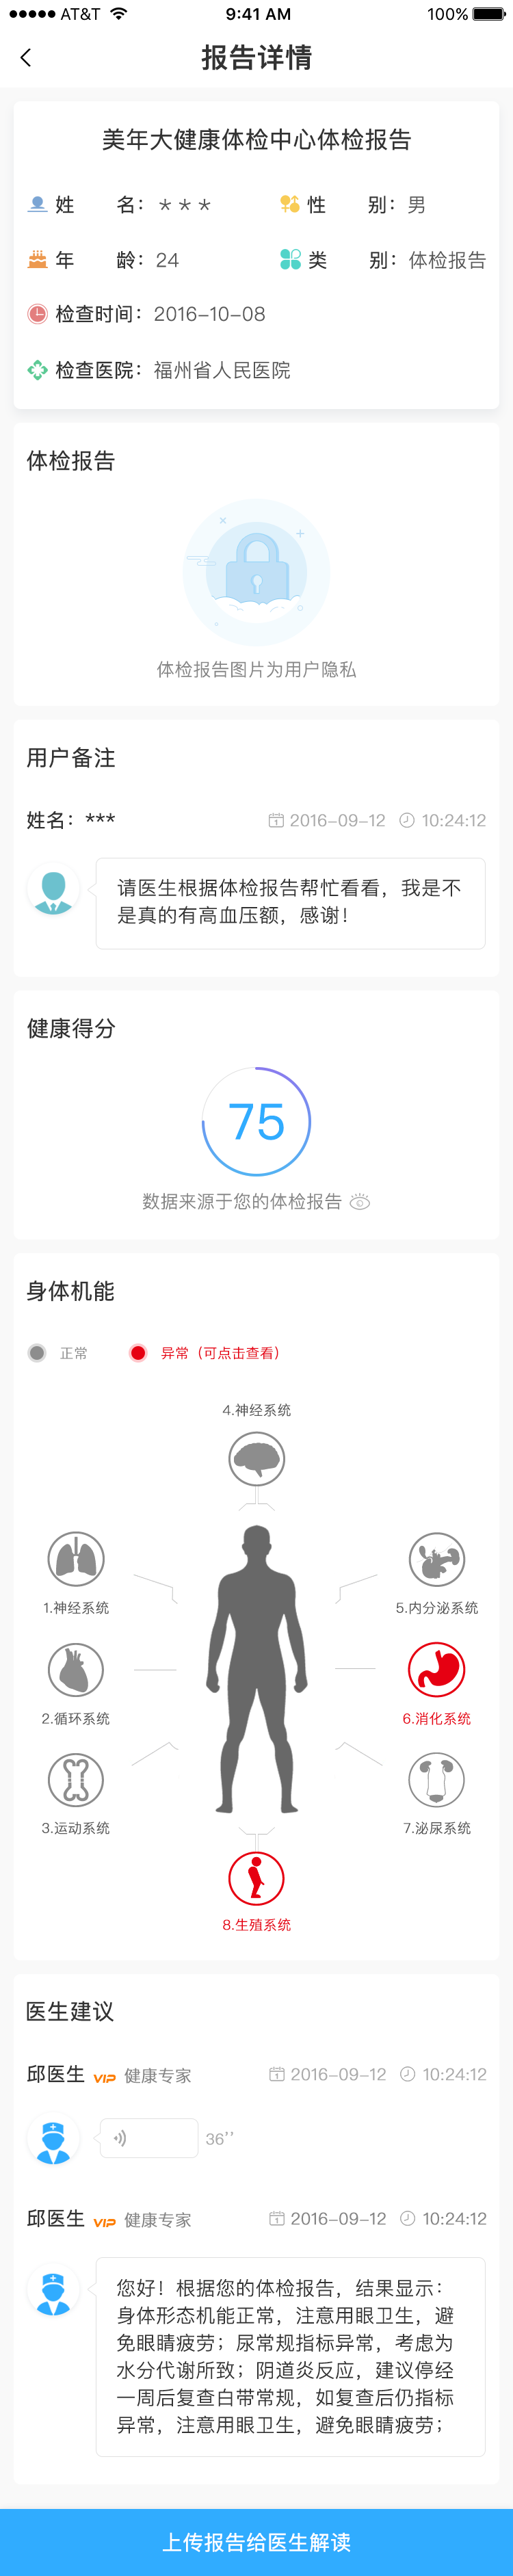 AT&T 9:41 AM 100%
报告详情
美年大健康体检中心体检报告
姓 名：*** 性 别：男
年 龄：24 类 别：体检报告
检查时间：2016-10-08
检查医院：福州省人民医院
体检报告
体检报告图片为用户隐私
用户备注
姓名：*** 2016-09-12 10:24:12
请医生根据体检报告帮忙看看，我是不
是真的有高血压额，感谢！
健康得分
75
数据来源于您的体检报告
身体机能
正常 异常（可点击查看）
4.神经系统
1.神经系统 5.内分泌系统
2.循环系统 6.消化系统
3.运动系统 7.泌尿系统
8.生殖系统
医生建议
邱医生 VIP 健康专家 2016-09-12 10:24:12
36’’
邱医生 VIP 健康专家 2016-09-12 10:24:12
您好！根据您的体检报告，结果显示：
身体形态机能正常，注意用眼卫生，避
免眼睛疲劳；尿常规指标异常，考虑为
水分代谢所致；阴道炎反应，建议停经
一周后复查白带常规，如复查后仍指标
异常，注意用眼卫生，避免眼睛疲劳；
上传报告给医生解读